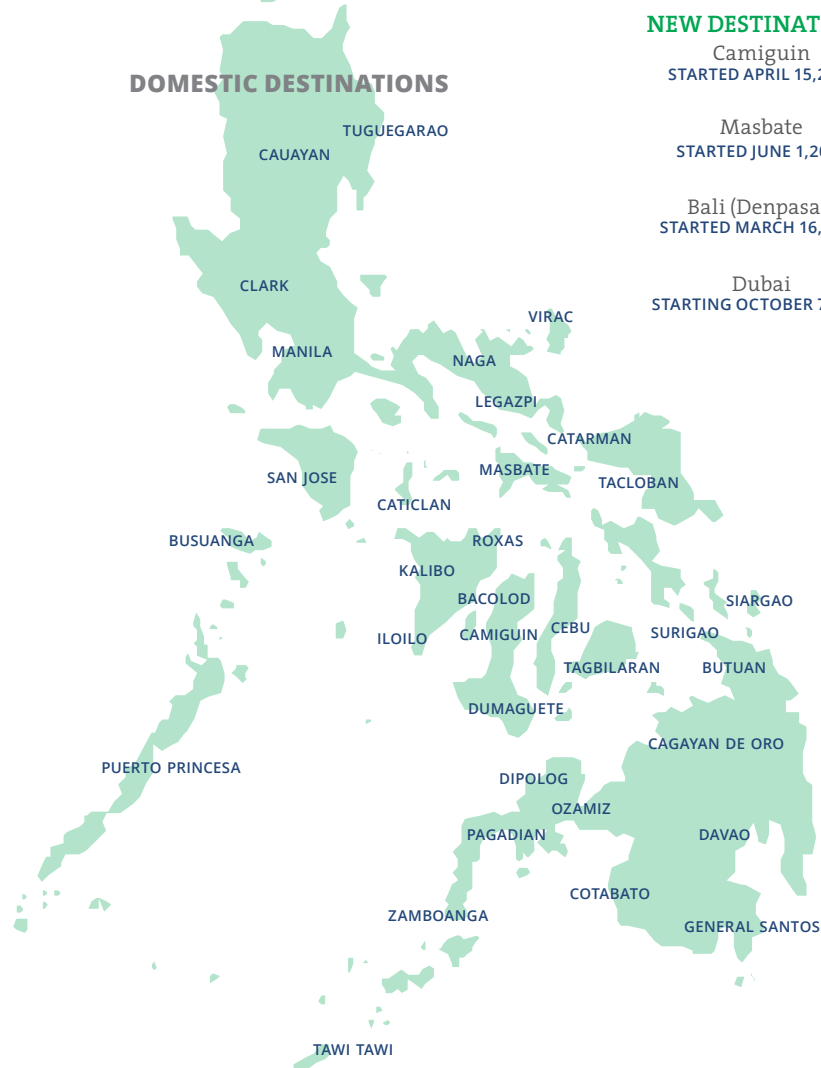 NEW DESTINAT
Camiguin
STARTED APRIL 15,2
DOMESTIC DESTINATIONS
Masbate
STARTED JUNE 1,20
Bali (Denpasa
STARTED MARCH 16,
Dubai
STARTING OCTOBER 7
TUGUEGARAO
CAUAYAN
CLARK
VIRAC
MANILA
NAGA
LEGAZPI
CATARMAN
MASBATE
SAN JOSE
TACLOBAN
CATICLAN
BUSUANGA
ROXAS
KALIBO
BACOLOD
SIARGAO
CEBU
SURIGAO
CAMIGUIN
ILOILO
TAGBILARAN
BUTUAN
DUMAGUETE
CAGAYAN DE ORO
PUERTO PRINCESA
DIPOLOG
OZAMIZ
PAGADIAN
DAVAO
COTABATO
ZAMBOANGA
GENERAL SANTOS
TAWI TAWI